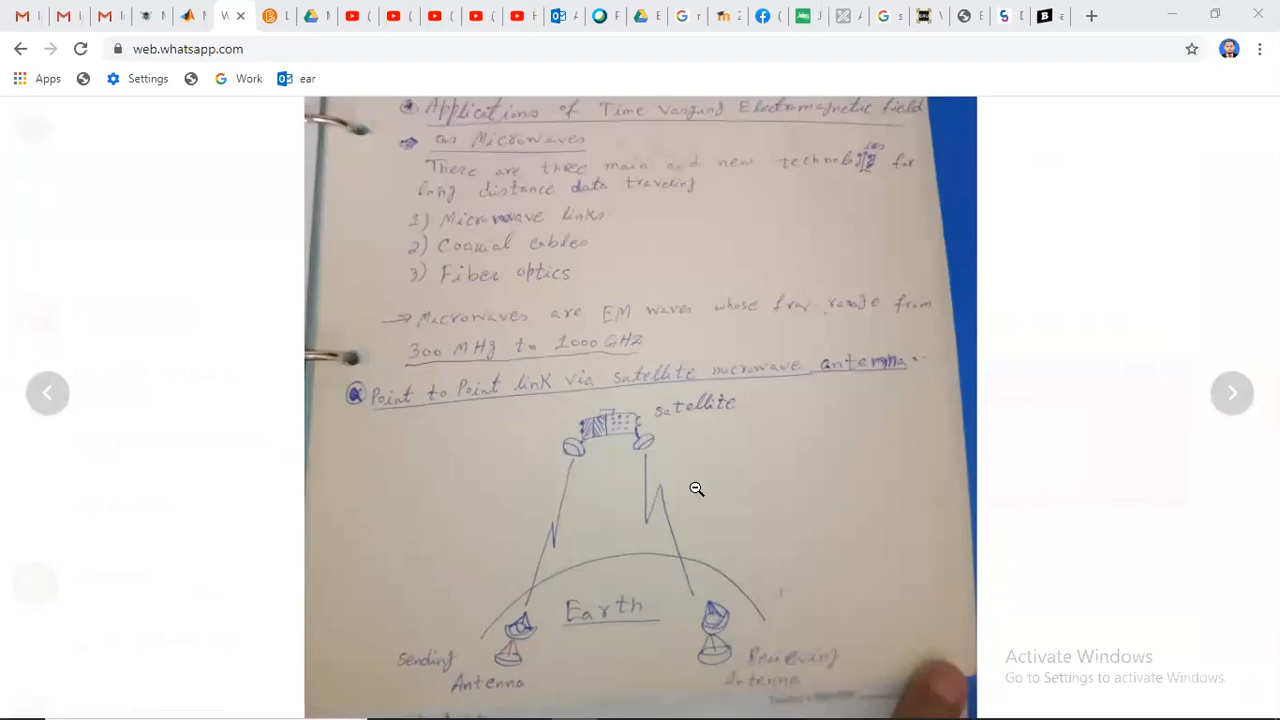 web.whatsapp.com
Apps
Settings
Work
ear
Applications of Time Varying Electromagnetic field
as Microwaves
There are three main and new technologies for
long distance data traveling
1) Microwave links
2) Coaxial cables
3) Fiber optics
→ Microwaves are EM waves whose freq. range from
300 MHz to 1000 GHz
Point to Point link via satellite microwave antenna.
satellite
Earth
Sending
Antenna
Recieving
Antenna
Activate Windows
Go to Settings to activate Windows.